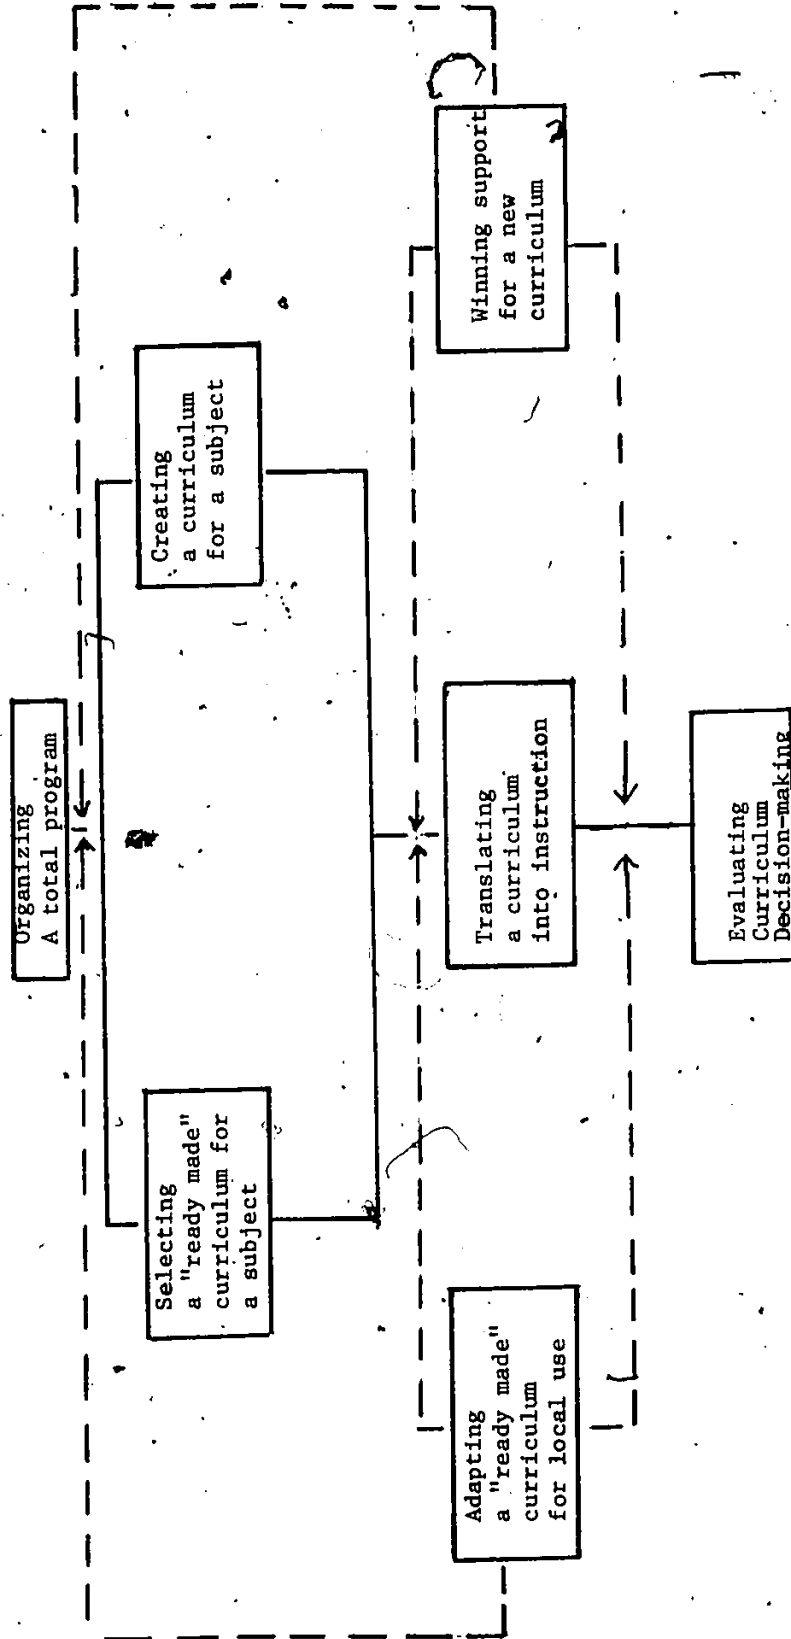 Organizing
A total program
Selecting
a "ready made"
curriculum for
a subject
Creating
a curriculum
for a subject
Adapting
a "ready made"
curriculum
for local use
Translating
a curriculum
into instruction
Winning support
for a new
curriculum
Evaluating
Curriculum
Decision-making